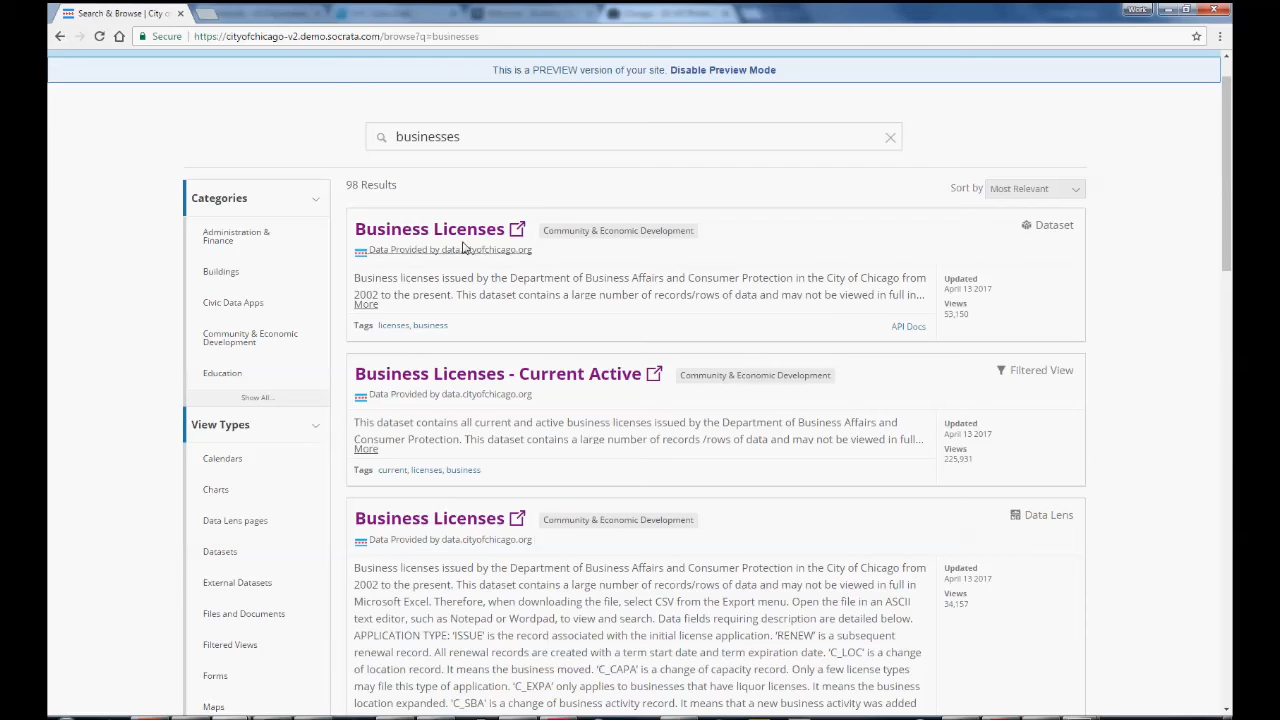 Search & Browse | City o
Work
Secure https://cityofchicago-v2.demo.socrata.com/browse?q=businesses
This is a PREVIEW version of your site. Disable Preview Mode
businesses
98 Results
Sort by Most Relevant
Categories
Administration &
Finance
Buildings
Civic Data Apps
Community & Economic
Development
Education
Show All...
View Types
Calendars
Charts
Data Lens pages
Datasets
External Datasets
Files and Documents
Filtered Views
Forms
Maps
Business Licenses Community & Economic Development Dataset
Data Provided by data.cityofchicago.org
Business licenses issued by the Department of Business Affairs and Consumer Protection in the City of Chicago from
2002 to the present. This dataset contains a large number of records/rows of data and may not be viewed in full in...
More
Updated
April 13 2017
Views
53,150
Tags licenses, business API Docs
Business Licenses - Current Active Community & Economic Development Filtered View
Data Provided by data.cityofchicago.org
This dataset contains all current and active business licenses issued by the Department of Business Affairs and
Consumer Protection. This dataset contains a large number of records /rows of data and may not be viewed in full...
More
Updated
April 13 2017
Views
225,931
Tags current, licenses, business
Business Licenses Community & Economic Development Data Lens
Data Provided by data.cityofchicago.org
Business licenses issued by the Department of Business Affairs and Consumer Protection in the City of Chicago from
2002 to the present. This dataset contains a large number of records/rows of data and may not be viewed in full in
Microsoft Excel. Therefore, when downloading the file, select CSV from the Export menu. Open the file in an ASCII
text editor, such as Notepad or Wordpad, to view and search. Data fields requiring description are detailed below.
APPLICATION TYPE: 'ISSUE' is the record associated with the initial license application. 'RENEW' is a subsequent
renewal record. All renewal records are created with a term start date and term expiration date. 'C_LOC' is a change
of location record. It means the business moved. 'C_CAPA' is a change of capacity record. Only a few license types
may file this type of application. 'C_EXPA' only applies to businesses that have liquor licenses. It means the business
location expanded. 'C_SBA' is a change of business activity record. It means that a new business activity was added
Updated
April 13 2017
Views
34,157